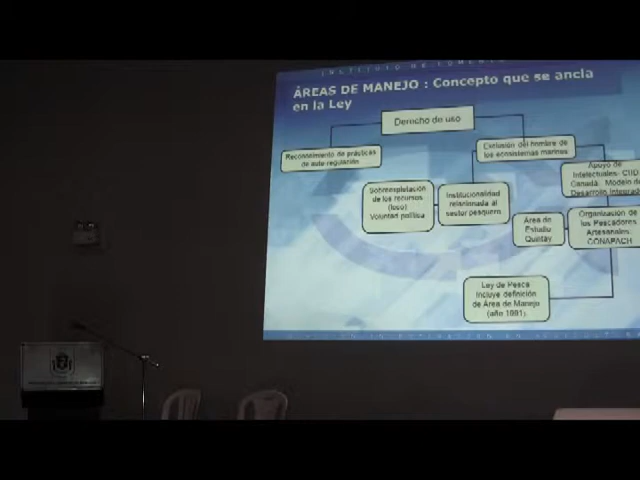 INSTITUTO DE FOMENTO
ÁREAS DE MANEJO : Concepto que se ancla
en la Ley
Derecho de uso
Reconocimiento de prácticas
de auto regulación
Exclusión del hombre de
los ecosistemas marinos
Apoyo de
Intelectuales- CIID
Canadá. Modelo de
Desarrollo Integrado
Sobreexplotación
de los recursos
(loco)
Voluntad política
Institucionalidad
relacionada al
sector pesquero
Área de
Estudio
Quintay
Organización de
los Pescadores
Artesanales.
CONAPACH
Ley de Pesca
Incluye definición
de Área de Manejo
(año 1991).